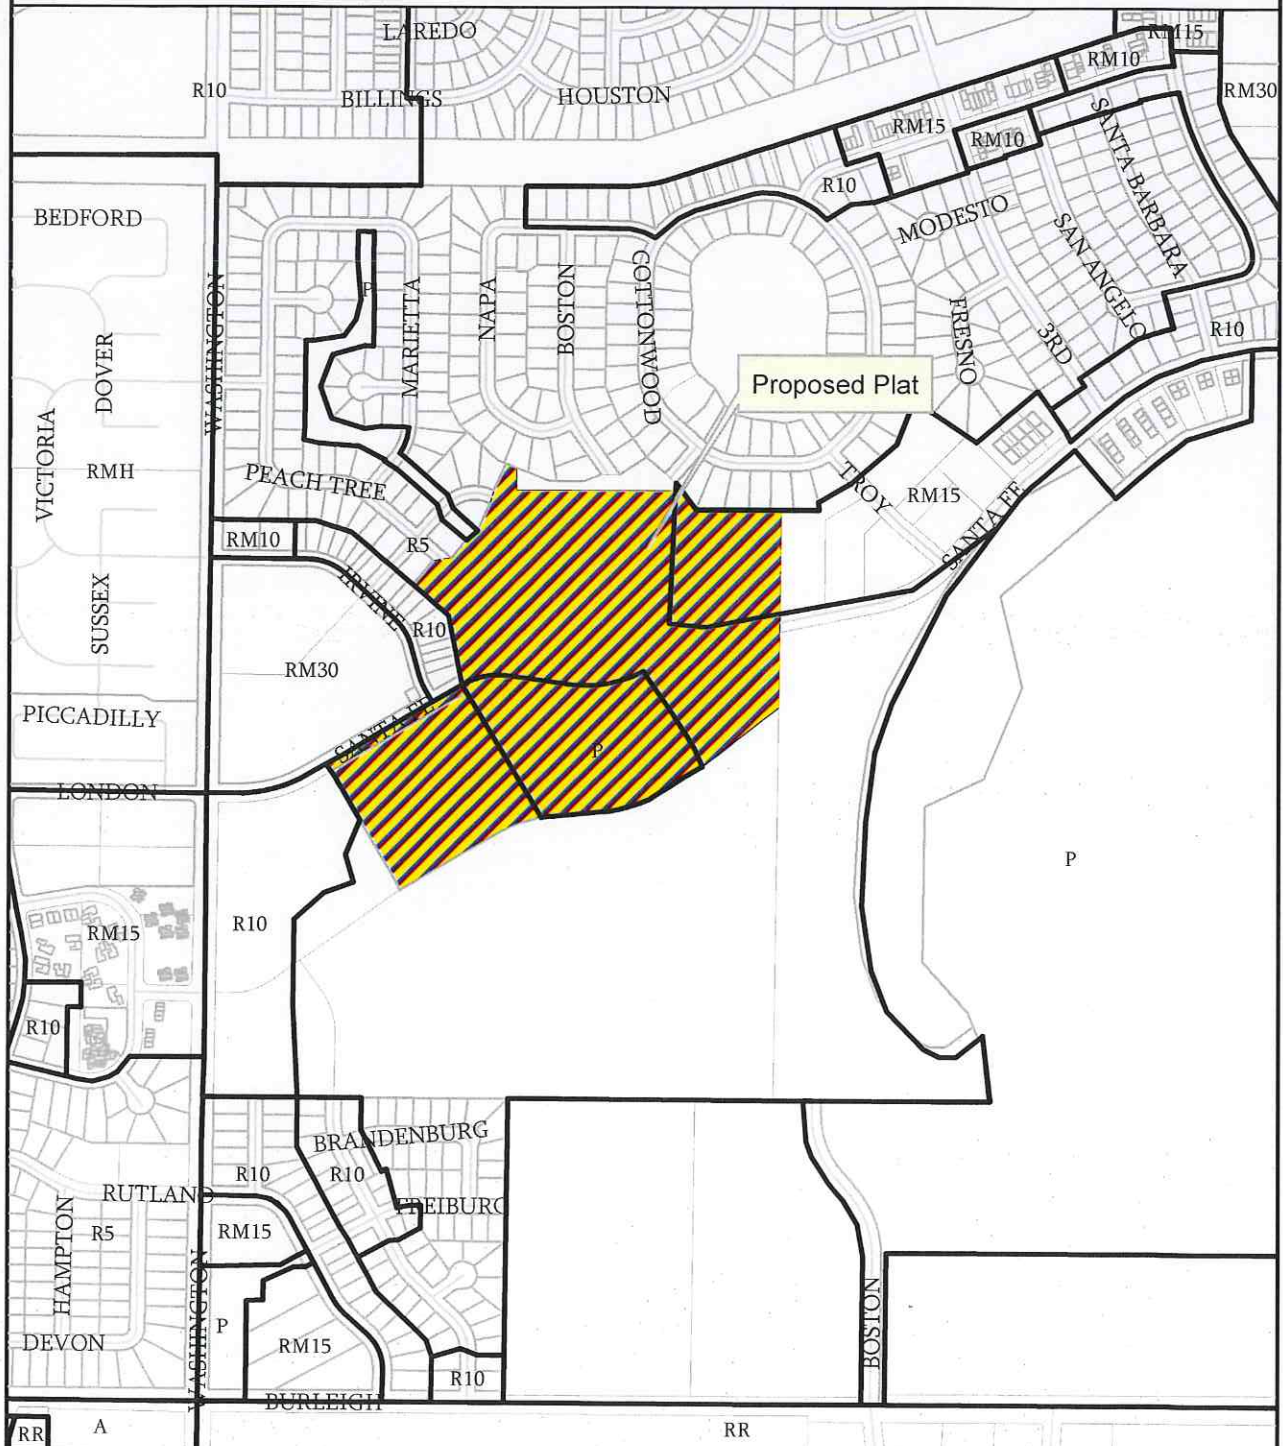 LAREDO
RM15
RM10
R10
BILLINGS
HOUSTON
RM30
RM15
RM10
SANTA BARBARA
R10
BEDFORD
MODESTO
SAN ANGELO
WASHINGTON
P
MARIETTA
NAPA
BOSTON
COTTONWOOD
FRESNO
3RD
R10
DOVER
Proposed Plat
VICTORIA
RMH
PEACH TREE
TROY
RM15
SANTA FE
RM10
R5
SUSSEX
IRVINE
R10
RM30
PICCADILLY
SANTA FE
P
LONDON
P
R10
RM15
R10
BRANDENBURG
R10
R10
RUTLAND
FREIBURG
HAMPTON
R5
RM15
WASHINGTON
P
BOSTON
DEVON
RM15
R10
BURLEIGH
RR
A
RR